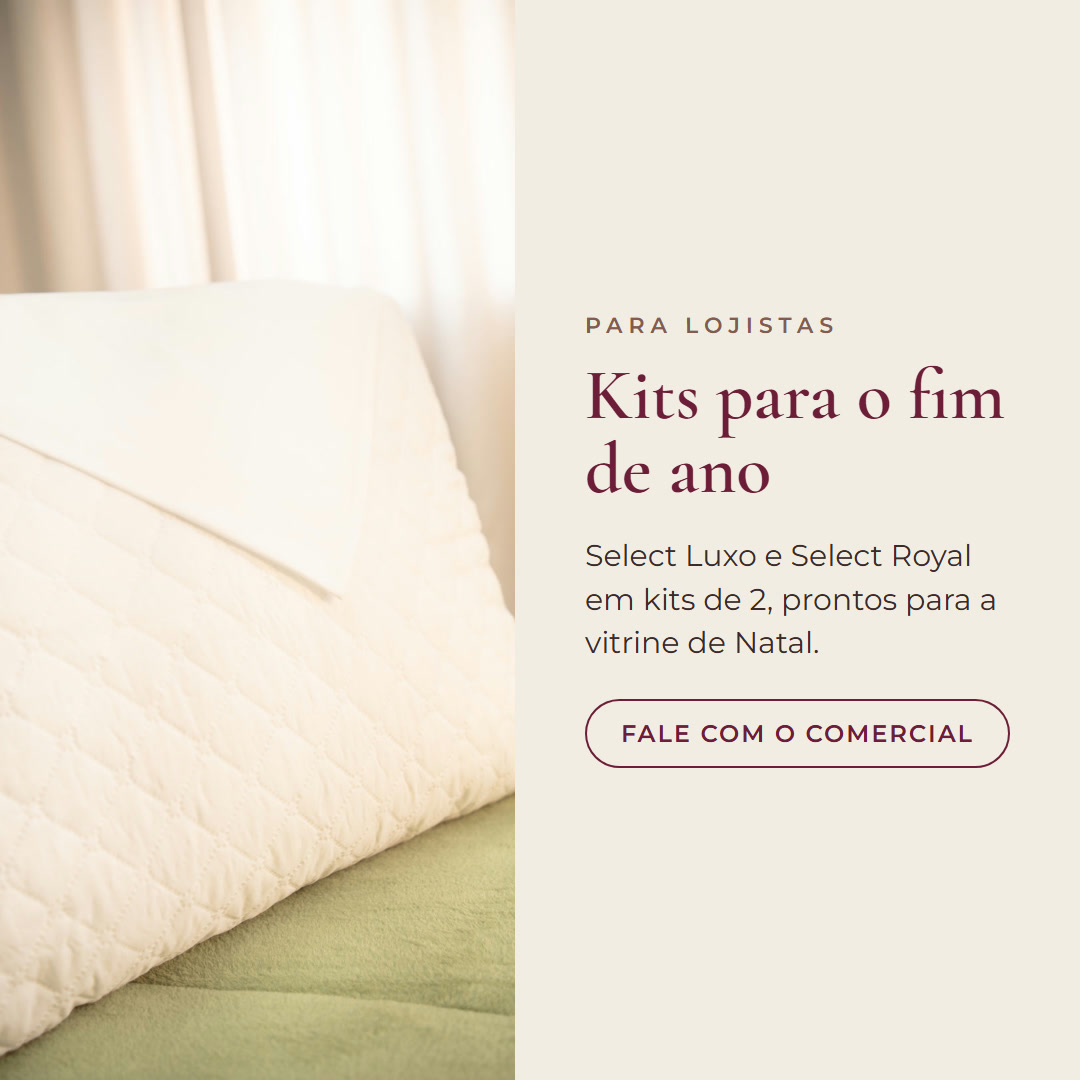 PARA LOJISTAS
Kits para o fim
de ano
Select Luxo e Select Royal
em kits de 2, prontos para a
vitrine de Natal.
FALE COM O COMERCIAL